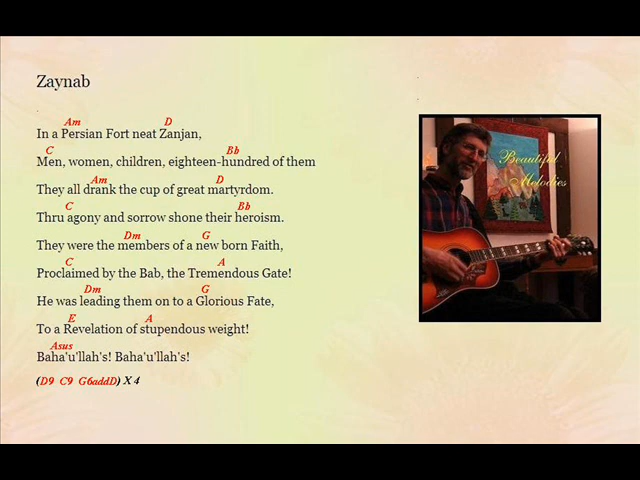 Zaynab
Am D
In a Persian Fort neat Zanjan,
C Bb
Men, women, children, eighteen-hundred of them
Am D
They all drank the cup of great martyrdom.
C Bb
Thru agony and sorrow shone their heroism.
Dm G
They were the members of a new born Faith,
C A
Proclaimed by the Bab, the Tremendous Gate!
Dm G
He was leading them on to a Glorious Fate,
E A
To a Revelation of stupendous weight!
Asus
Baha'u'llah's! Baha'u'llah's!
(D9 C9 G6addD) X 4
Beautiful
Melodies